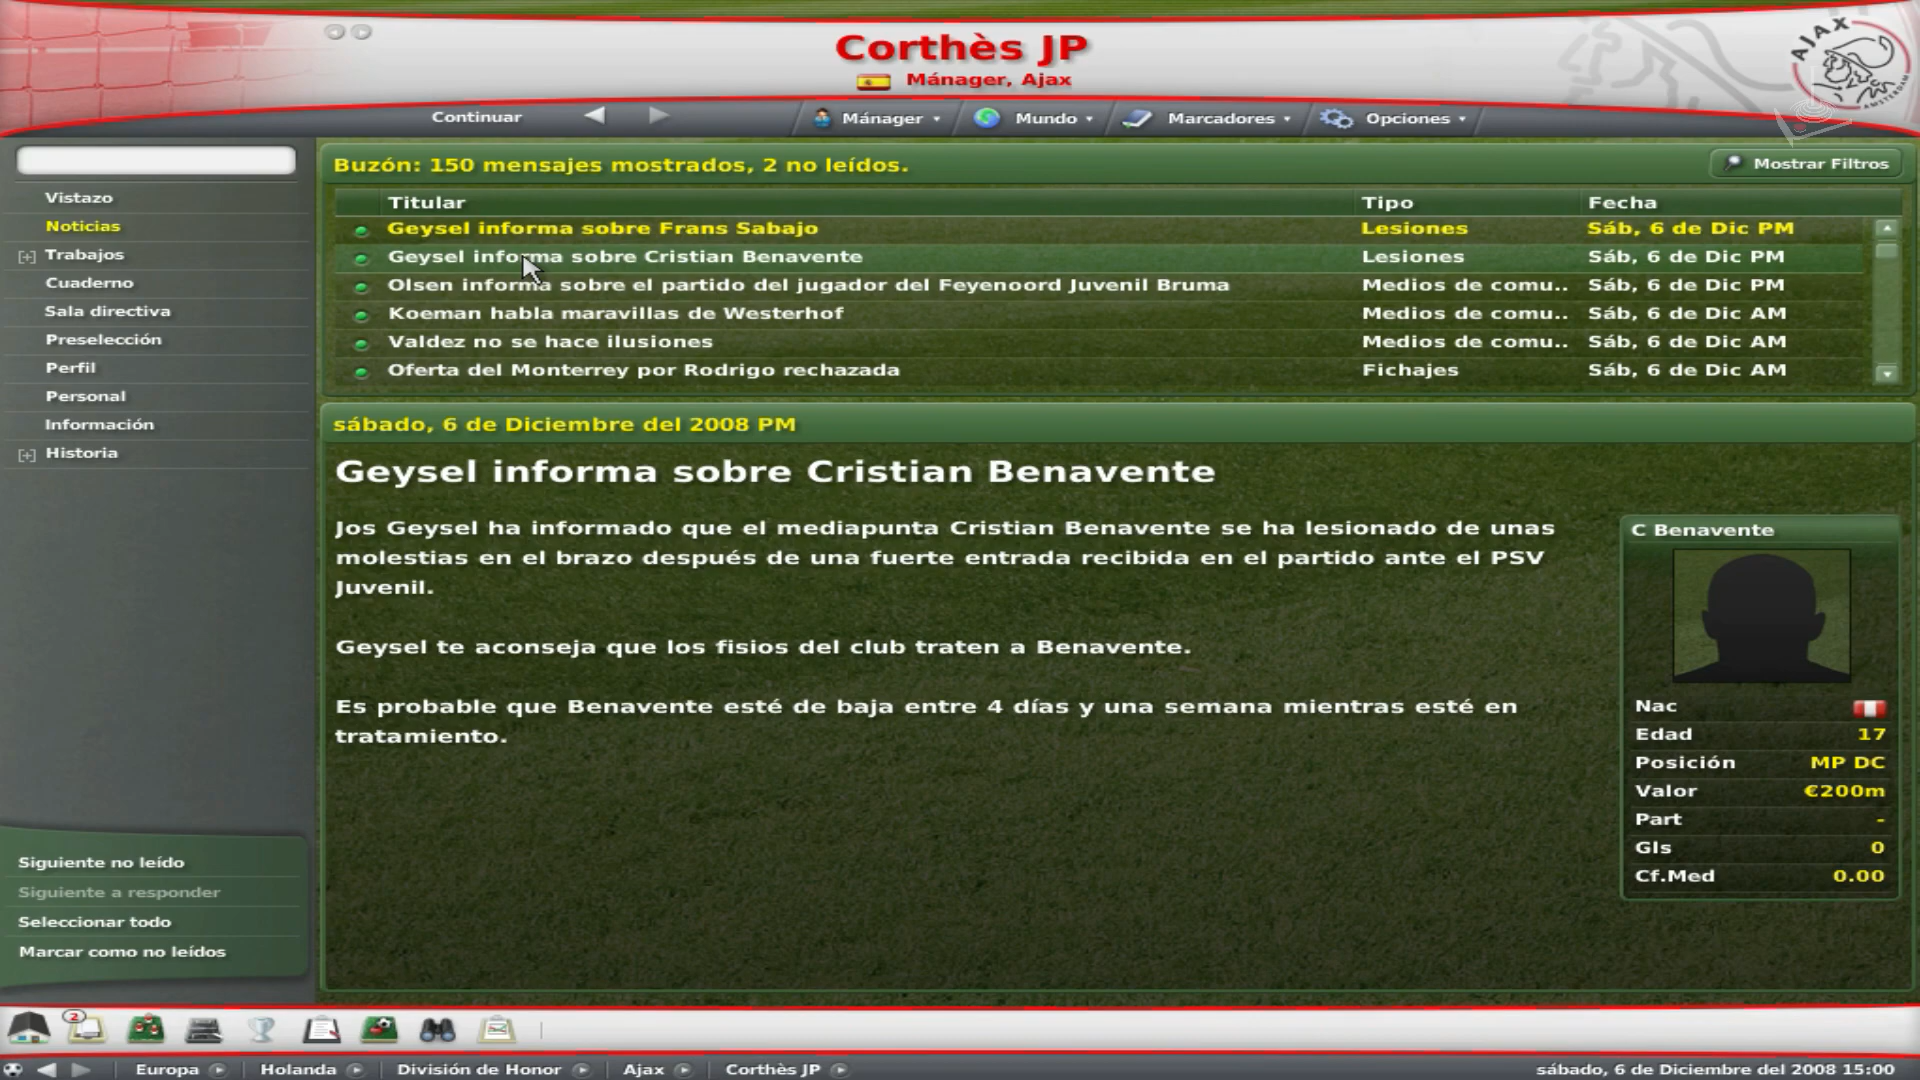 Corthès JP
Mánager, Ajax
AJAX
AMSTERDAM
Continuar
Mánager
Mundo
Marcadores
Opciones
Vistazo
Noticias
[+] Trabajos
Cuaderno
Sala directiva
Preselección
Perfil
Personal
Información
[+] Historia
Buzón: 150 mensajes mostrados, 2 no leídos.
Mostrar Filtros
Titular Tipo Fecha
Geysel informa sobre Frans Sabajo Lesiones Sáb, 6 de Dic PM
Geysel informa sobre Cristian Benavente Lesiones Sáb, 6 de Dic PM
Olsen informa sobre el partido del jugador del Feyenoord Juvenil Bruma Medios de comu.. Sáb, 6 de Dic PM
Koeman habla maravillas de Westerhof Medios de comu.. Sáb, 6 de Dic AM
Valdez no se hace ilusiones Medios de comu.. Sáb, 6 de Dic AM
Oferta del Monterrey por Rodrigo rechazada Fichajes Sáb, 6 de Dic AM
sábado, 6 de Diciembre del 2008 PM
Geysel informa sobre Cristian Benavente
Jos Geysel ha informado que el mediapunta Cristian Benavente se ha lesionado de unas
molestias en el brazo después de una fuerte entrada recibida en el partido ante el PSV
Juvenil.
Geysel te aconseja que los fisios del club traten a Benavente.
Es probable que Benavente esté de baja entre 4 días y una semana mientras esté en
tratamiento.
C Benavente
Nac
Edad 17
Posición MP DC
Valor €200m
Part -
Gls 0
Cf.Med 0.00
Siguiente no leído
Siguiente a responder
Seleccionar todo
Marcar como no leídos
2
Europa
Holanda
División de Honor
Ajax
Corthès JP
sábado, 6 de Diciembre del 2008 15:00